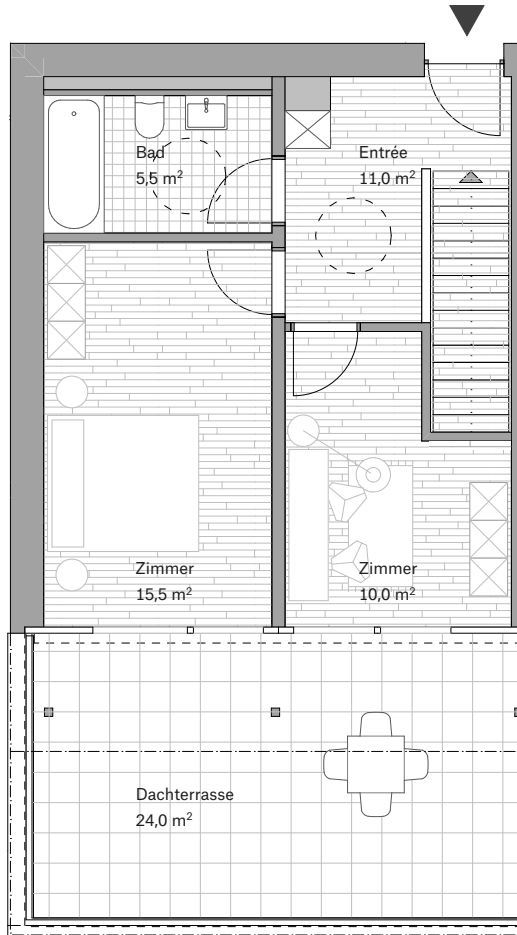 Bad
5,5 m²
Entrée
11,0 m²
Zimmer
15,5 m²
Zimmer
10,0 m²
Dachterrasse
24,0 m²